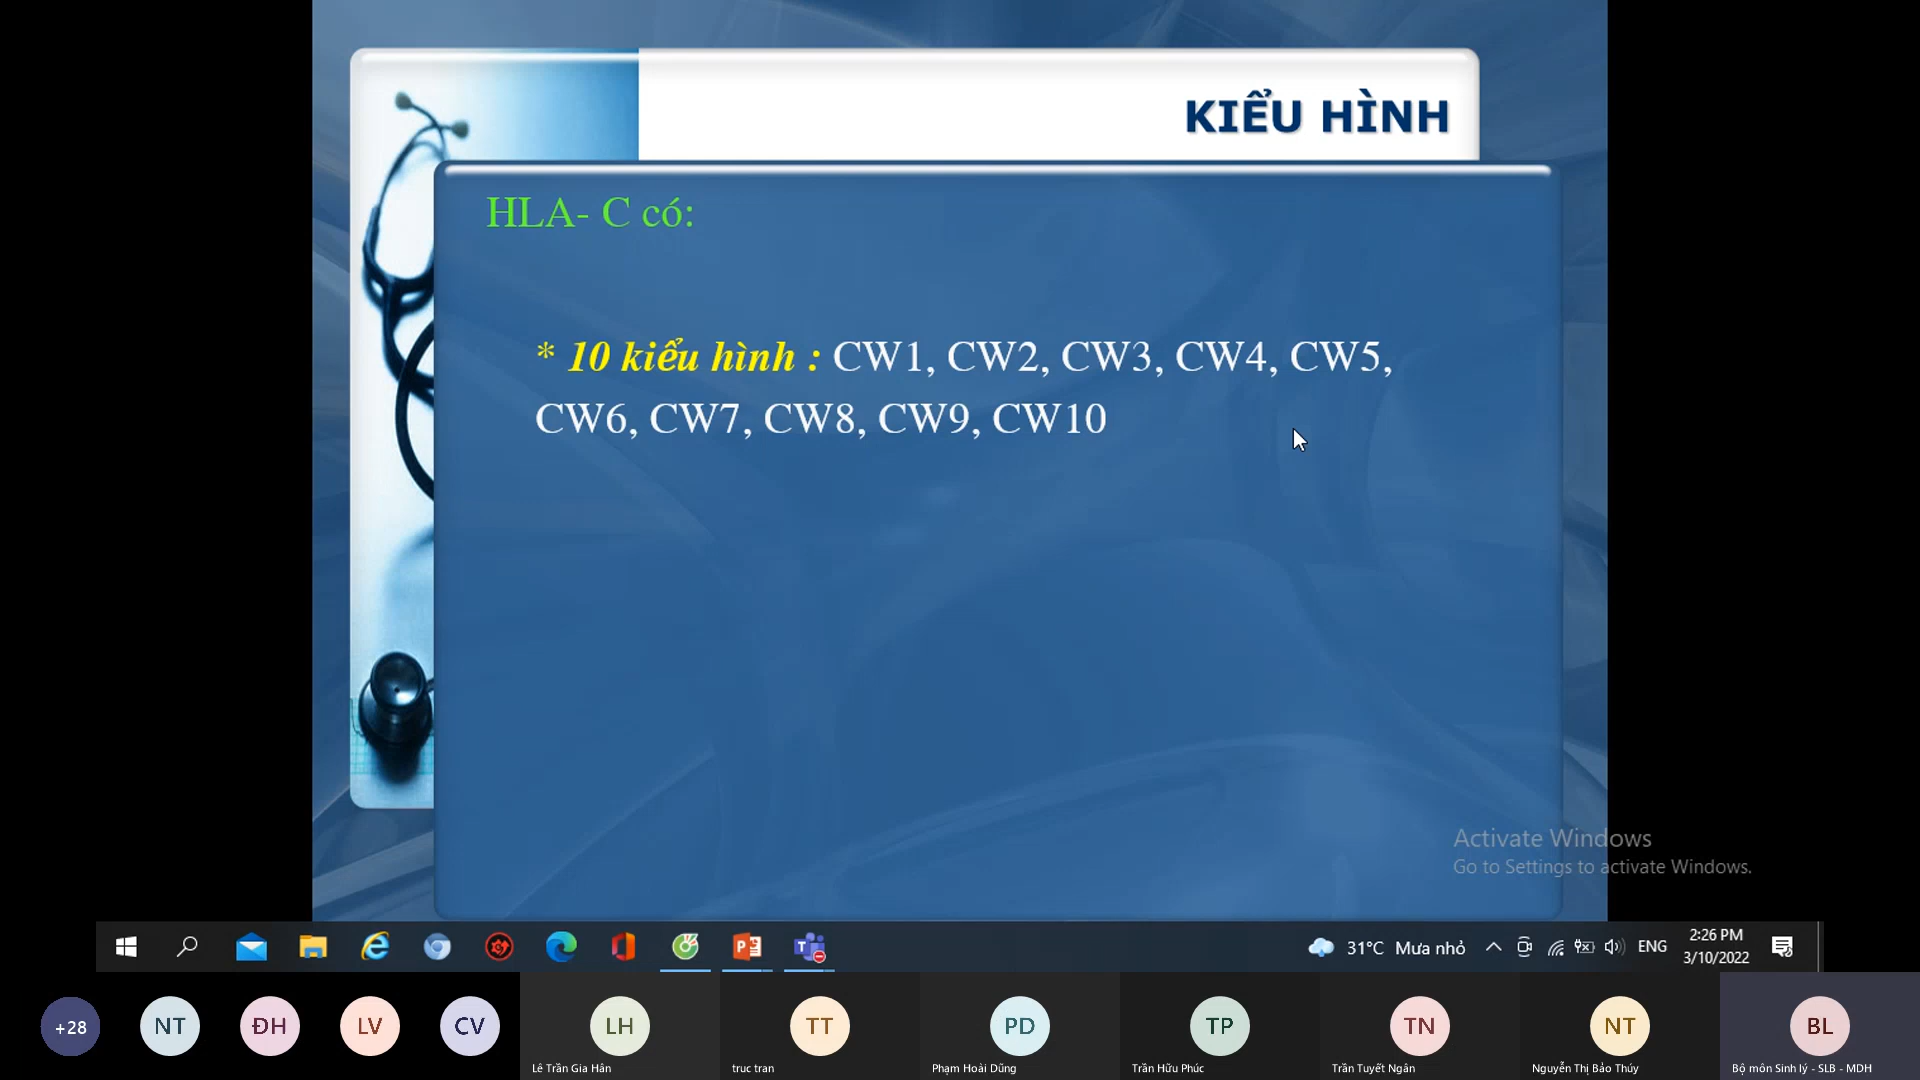 KIỂU HÌNH
HLA- C có:
* 10 kiểu hình : CW1, CW2, CW3, CW4, CW5,
CW6, CW7, CW8, CW9, CW10
Activate Windows
Go to Settings to activate Windows.
31°C Mưa nhỏ
ENG
2:26 PM
3/10/2022
+28
NT
ĐH
LV
CV
LH
TT
PD
TP
TN
NT
BL
Lê Trần Gia Hân
truc tran
Phạm Hoài Dũng
Trần Hữu Phúc
Trần Tuyết Ngân
Nguyễn Thị Bảo Thúy
Bộ môn Sinh lý - SLB - MDH